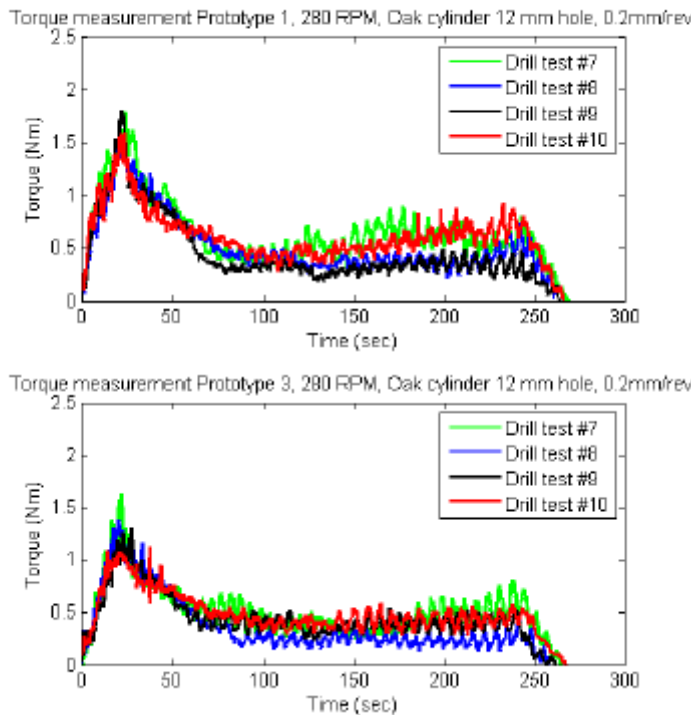 Torque measurement Prototype 1, 280 RPM, Oak cylinder 12 mm hole, 0.2mm/rev
2.5
2
1.5
1
0.5
0
Torque (Nm)
Drill test #7
Drill test #8
Drill test #9
Drill test #10
0 50 100 150 200 250 300
Time (sec)
Torque measurement Prototype 3, 280 RPM, Oak cylinder 12 mm hole, 0.2mm/rev
2.5
2
1.5
1
0.5
0
Torque (Nm)
Drill test #7
Drill test #8
Drill test #9
Drill test #10
0 50 100 150 200 250 300
Time (sec)